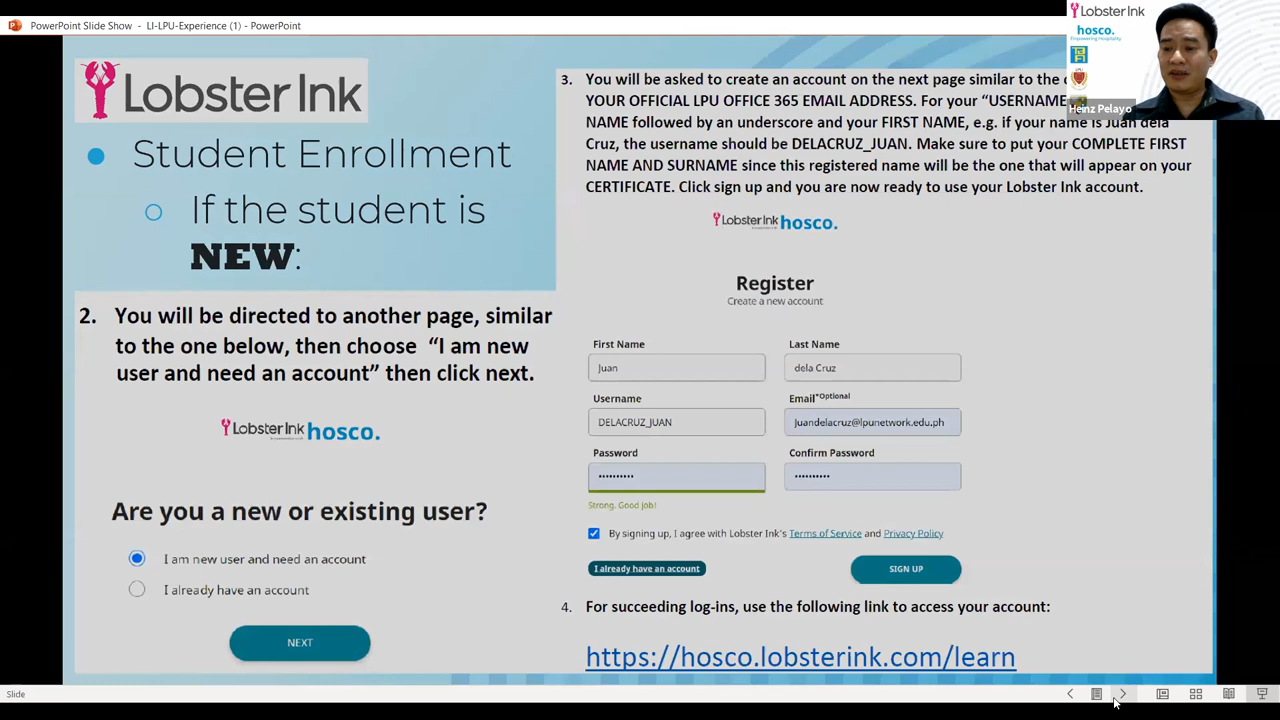 PowerPoint Slide Show - LI-LPU-Experience (1) - PowerPoint
Lobster Ink
hosco.
Empowering Hospitality
Heinz Pelayo
Lobster Ink
Student Enrollment
If the student is
NEW:
2. You will be directed to another page, similar
to the one below, then choose “I am new
user and need an account” then click next.
Lobster Ink hosco.
Are you a new or existing user?
I am new user and need an account
I already have an account
NEXT
3. You will be asked to create an account on the next page similar to the
YOUR OFFICIAL LPU OFFICE 365 EMAIL ADDRESS. For your “USERNAME
NAME followed by an underscore and your FIRST NAME, e.g. if your name is Juan dela
Cruz, the username should be DELACRUZ_JUAN. Make sure to put your COMPLETE FIRST
NAME AND SURNAME since this registered name will be the one that will appear on your
CERTIFICATE. Click sign up and you are now ready to use your Lobster Ink account.
Lobster Ink hosco.
Register
Create a new account
First Name Last Name
Juan dela Cruz
Username Email*Optional
DELACRUZ_JUAN Juandelacruz@lpunetwork.edu.ph
Password Confirm Password
•••••••••• ••••••••••
Strong. Good job!
By signing up, I agree with Lobster Ink's Terms of Service and Privacy Policy
I already have an account SIGN UP
4. For succeeding log-ins, use the following link to access your account:
https://hosco.lobsterink.com/learn
Slide